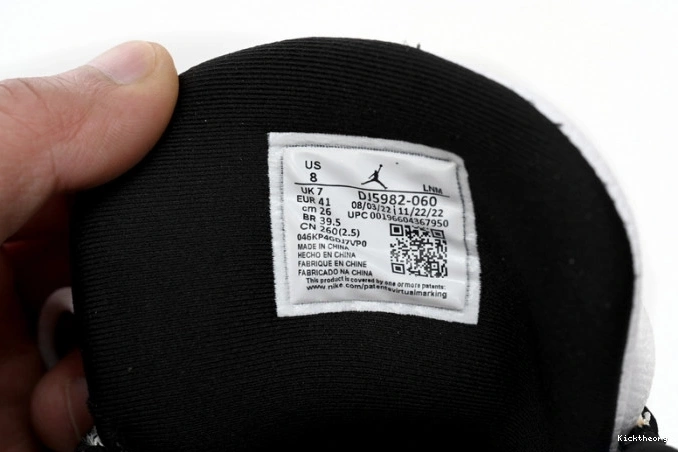 US
8
LNM
UK 7
EUR 41
cm 26
BR 39.5
CN 260(2.5)
DJ5982-060
08/03/22 | 11/22/22
UPC 00196604367950
046KP4GDJ7VP0
MADE IN CHINA
HECHO EN CHINA
FABRIQUE EN CHINE
FABRICADO NA CHINA
This product is covered by one or more patents:
www.nike.com/patentsvirtualmarking